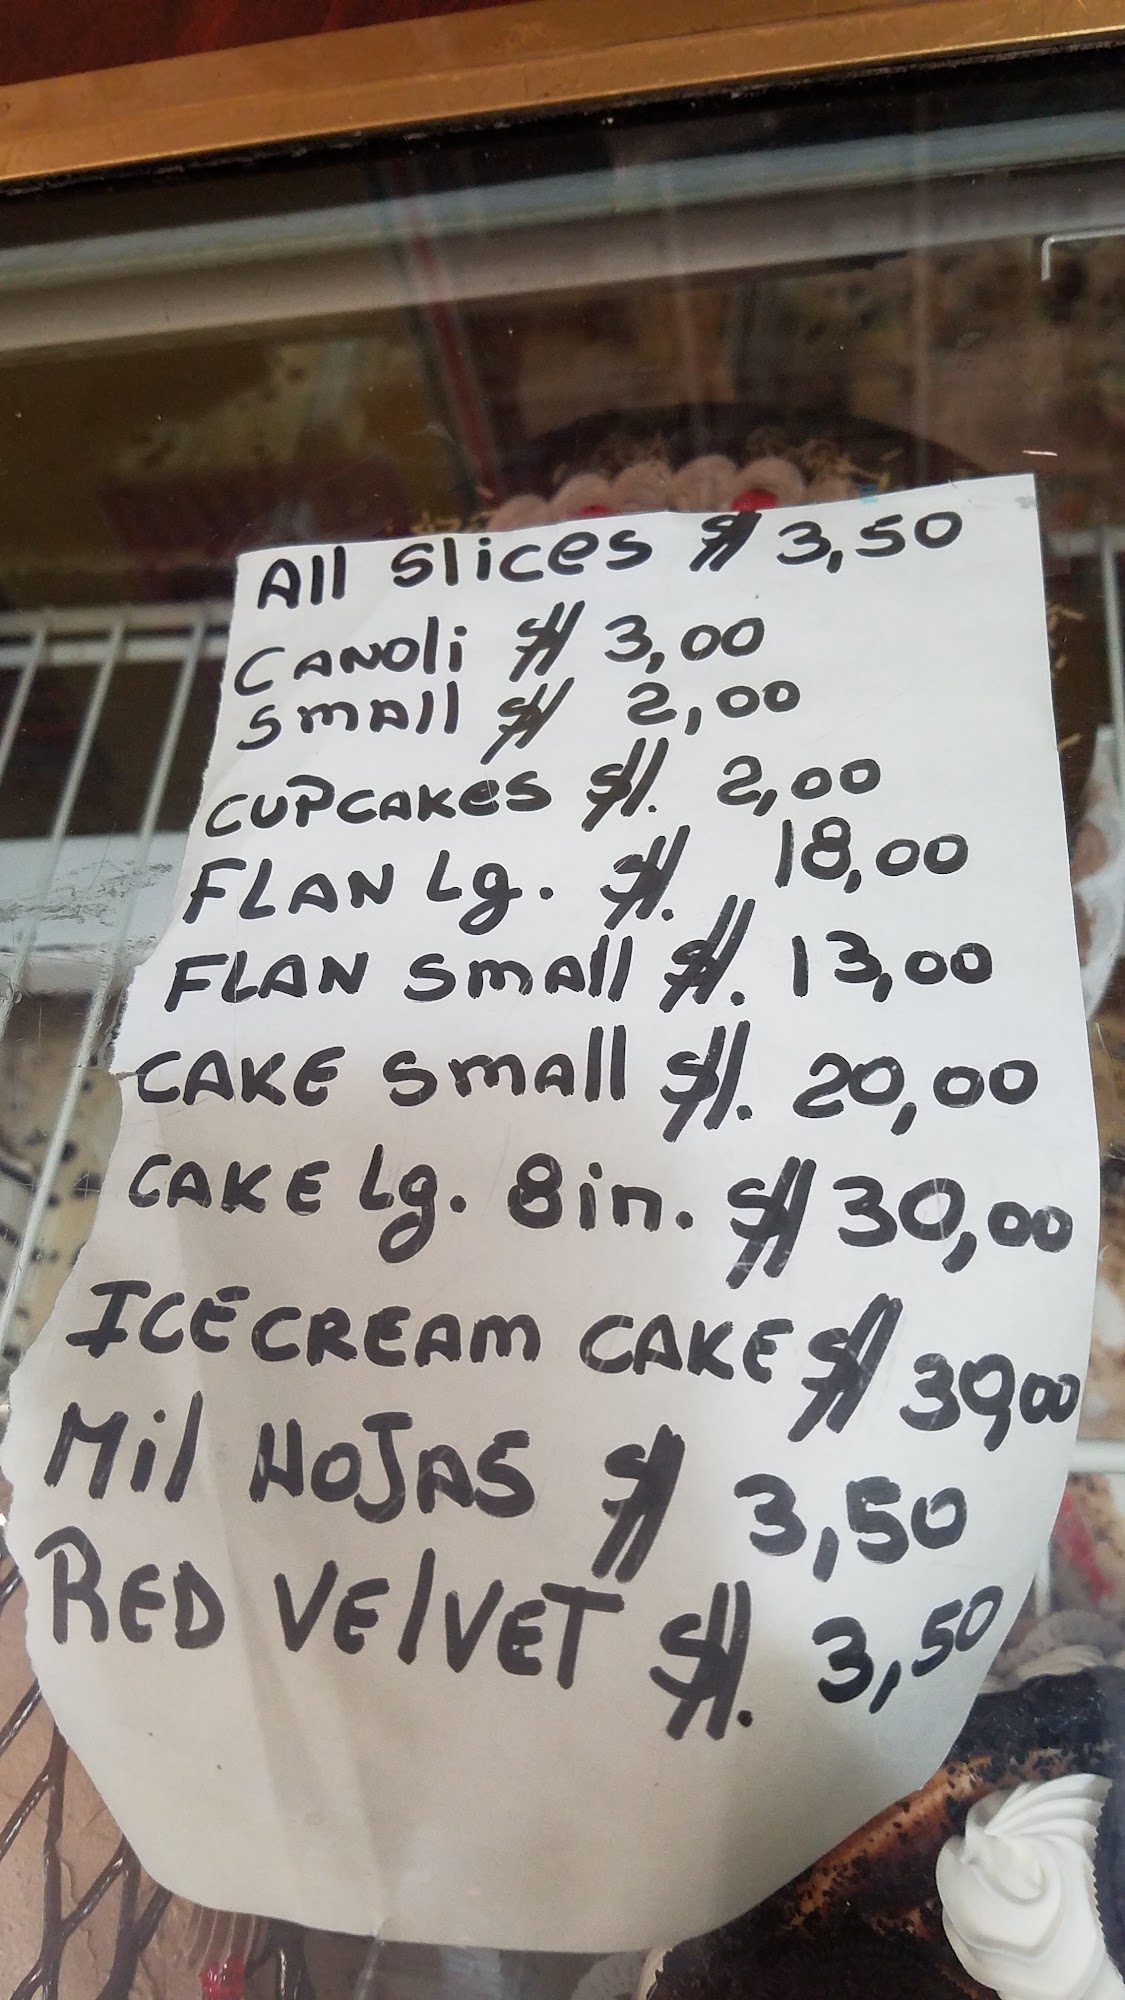 All slices $ 3,50
CANOli $ 3,00
small $ 2,00
CUPCAKES $. 2,00
FLAN Lg. $. 18,00
FLAN small $. 13,00
CAKE small $. 20,00
CAKE Lg. 8in. $ 30,00
ICECREAM CAKE $ 30,00
Mil HOJAS $ 3,50
RED VElVET $. 3,50